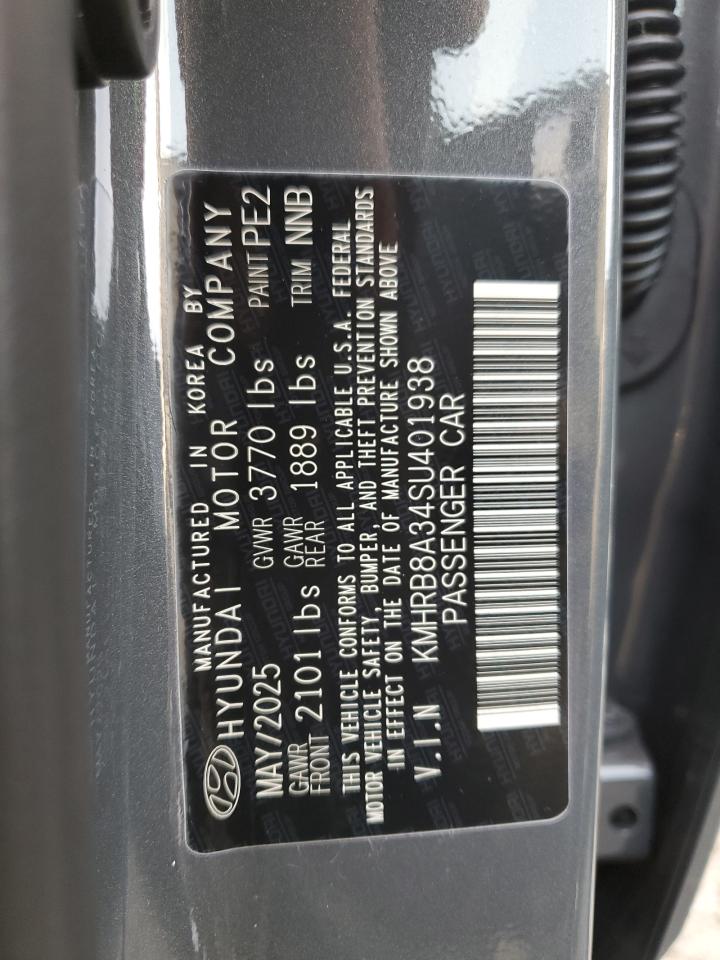 MANUFACTURED IN KOREA BY
HYUNDAI MOTOR COMPANY
MAY/2025 GVWR 3770 lbs PAINT PE2
GAWR FRONT 2101 lbs GAWR REAR 1889 lbs TRIM NNB
THIS VEHICLE CONFORMS TO ALL APPLICABLE U.S.A. FEDERAL
MOTOR VEHICLE SAFETY, BUMPER, AND THEFT PREVENTION STANDARDS
IN EFFECT ON THE DATE OF MANUFACTURE SHOWN ABOVE
V.I.N KMHRB8A34SU401938
PASSENGER CAR